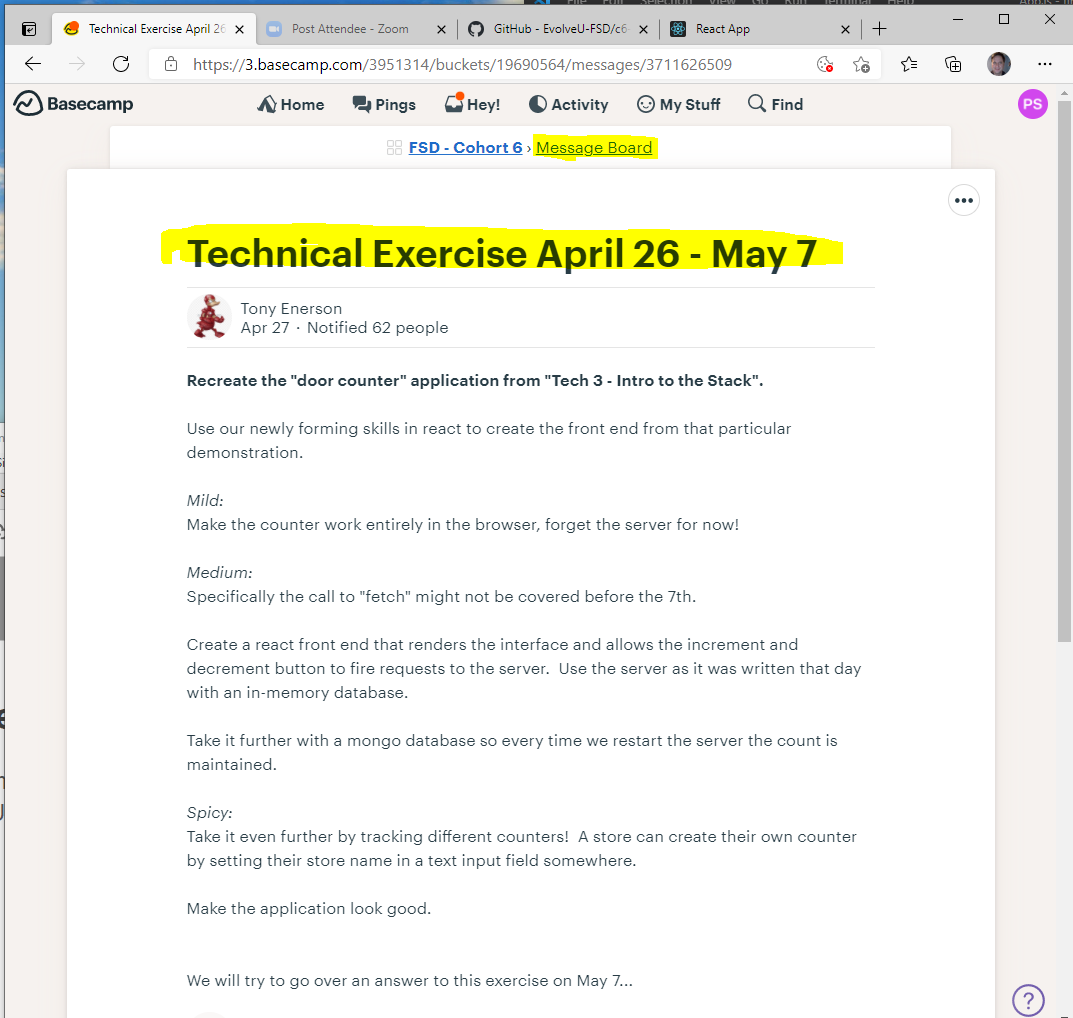 Technical Exercise April 26
Post Attendee - Zoom
GitHub - EvolveU-FSD/c6-
React App
https://3.basecamp.com/3951314/buckets/19690564/messages/3711626509
Basecamp
Home
Pings
Hey!
Activity
My Stuff
Find
PS
FSD - Cohort 6 › Message Board
Technical Exercise April 26 - May 7
Tony Enerson
Apr 27 · Notified 62 people
Recreate the "door counter" application from "Tech 3 - Intro to the Stack".
Use our newly forming skills in react to create the front end from that particular
demonstration.
Mild:
Make the counter work entirely in the browser, forget the server for now!
Medium:
Specifically the call to "fetch" might not be covered before the 7th.
Create a react front end that renders the interface and allows the increment and
decrement button to fire requests to the server.  Use the server as it was written that day
with an in-memory database.
Take it further with a mongo database so every time we restart the server the count is
maintained.
Spicy:
Take it even further by tracking different counters!  A store can create their own counter
by setting their store name in a text input field somewhere.
Make the application look good.
We will try to go over an answer to this exercise on May 7...
?